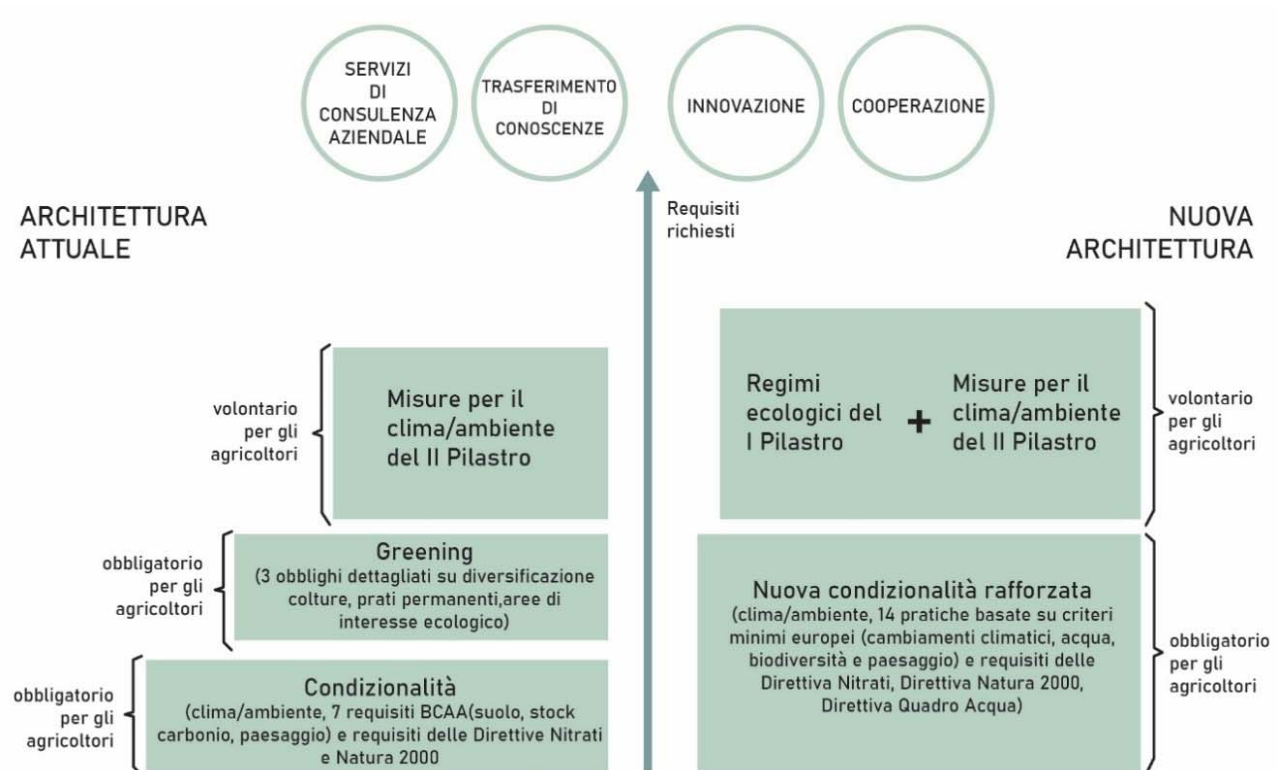 SERVIZI
DI
CONSULENZA
AZIENDALE
TRASFERIMENTO
DI
CONOSCENZE
INNOVAZIONE
COOPERAZIONE
ARCHITETTURA
ATTUALE
Requisiti
richiesti
NUOVA
ARCHITETTURA
volontario
per gli
agricoltori
Misure per il
clima/ambiente
del II Pilastro
Regimi
ecologici del
I Pilastro
+
Misure per il
clima/ambiente
del II Pilastro
volontario
per gli
agricoltori
obbligatorio
per gli
agricoltori
Greening
(3 obblighi dettagliati su diversificazione
colture, prati permanenti,aree di
interesse ecologico)
obbligatorio
per gli
agricoltori
Condizionalità
(clima/ambiente, 7 requisiti BCAA(suolo, stock
carbonio, paesaggio) e requisiti delle Direttive Nitrati
e Natura 2000
Nuova condizionalità rafforzata
(clima/ambiente, 14 pratiche basate su criteri
minimi europei (cambiamenti climatici, acqua,
biodiversità e paesaggio) e requisiti delle
Direttiva Nitrati, Direttiva Natura 2000,
Direttiva Quadro Acqua)
obbligatorio
per gli
agricoltori